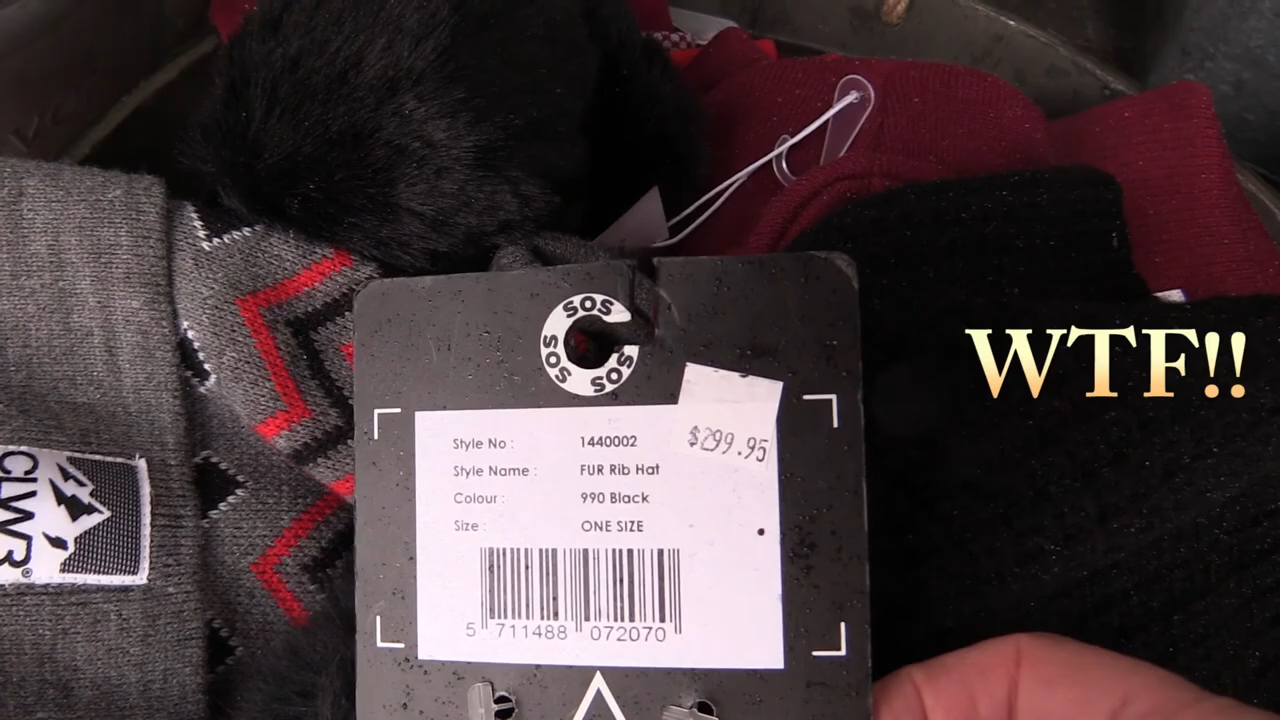 SOS SOS SOS SOS
$299.95
Style No : 1440002
Style Name : FUR Rib Hat
Colour : 990 Black
Size : ONE SIZE
5 711488 072070
WTF!!
CLWR